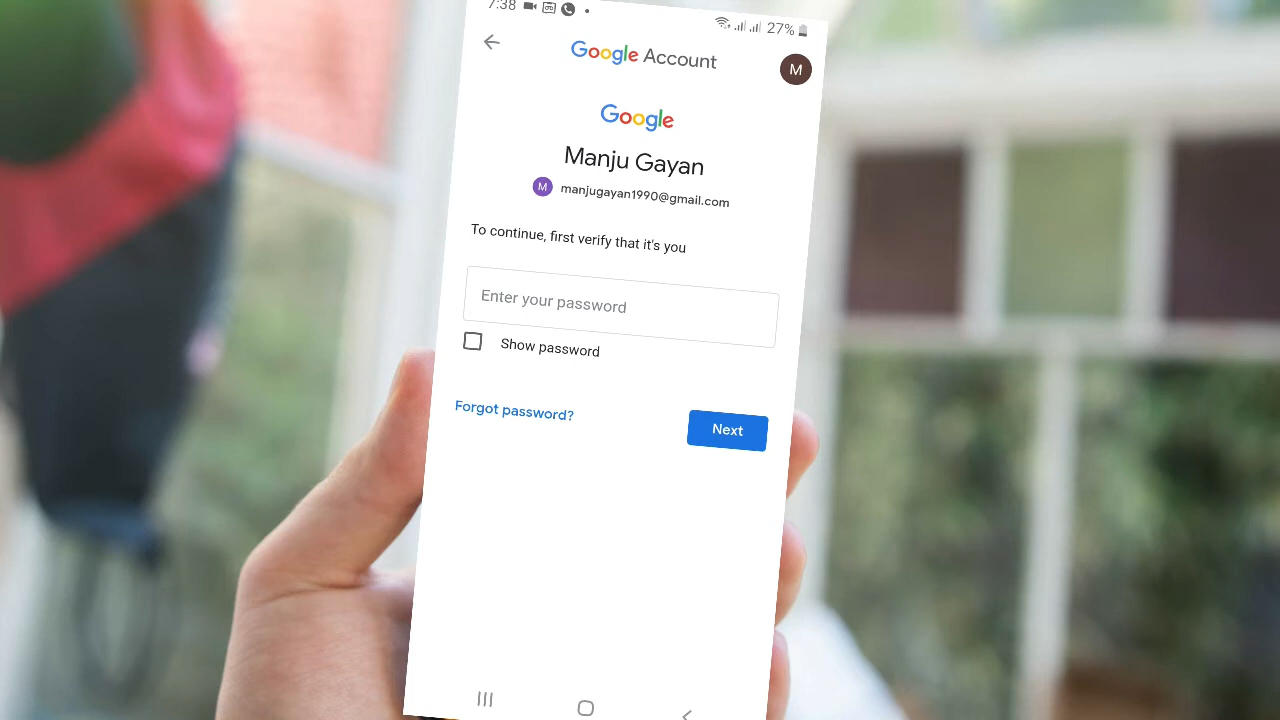 7:38 27%
Google Account
M
Google
Manju Gayan
M manjugayan1990@gmail.com
To continue, first verify that it's you
Enter your password
Show password
Forgot password?
Next